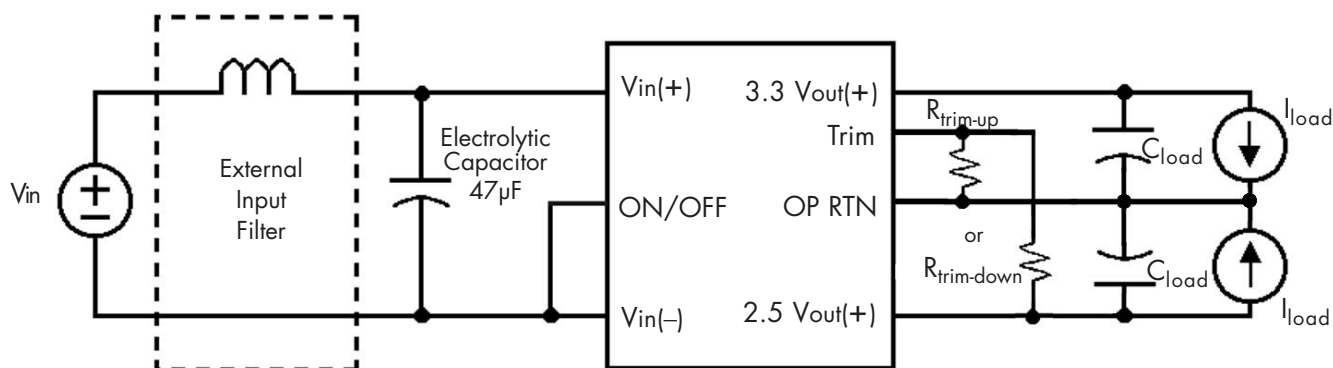 Vin
External
Input
Filter
Electrolytic
Capacitor
47µF
Vin(+)
ON/OFF
Vin(–)
3.3 Vout(+)
Trim
OP RTN
2.5 Vout(+)
Rtrim-up
or
Rtrim-down
Cload
Iload
Cload
Iload